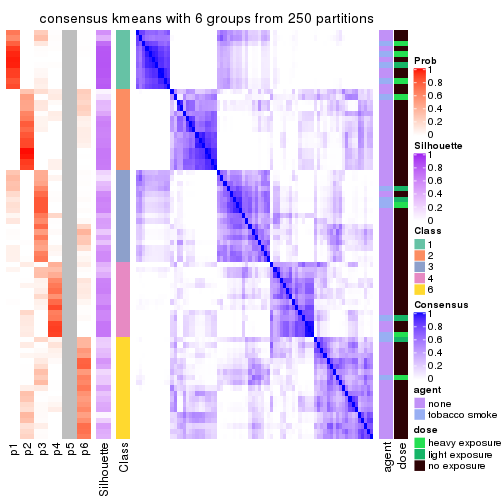 consensus kmeans with 6 groups from 250 partitions
Prob
1
0.8
0.6
0.4
0.2
0
Silhouette
1
0.8
0.6
0.4
0.2
0
Class
1
2
3
4
6
Consensus
1
0.8
0.6
0.4
0.2
0
agent
none
tobacco smoke
dose
heavy exposure
light exposure
no exposure
p1
p2
p3
p4
p5
p6
Silhouette
Class
agent
dose